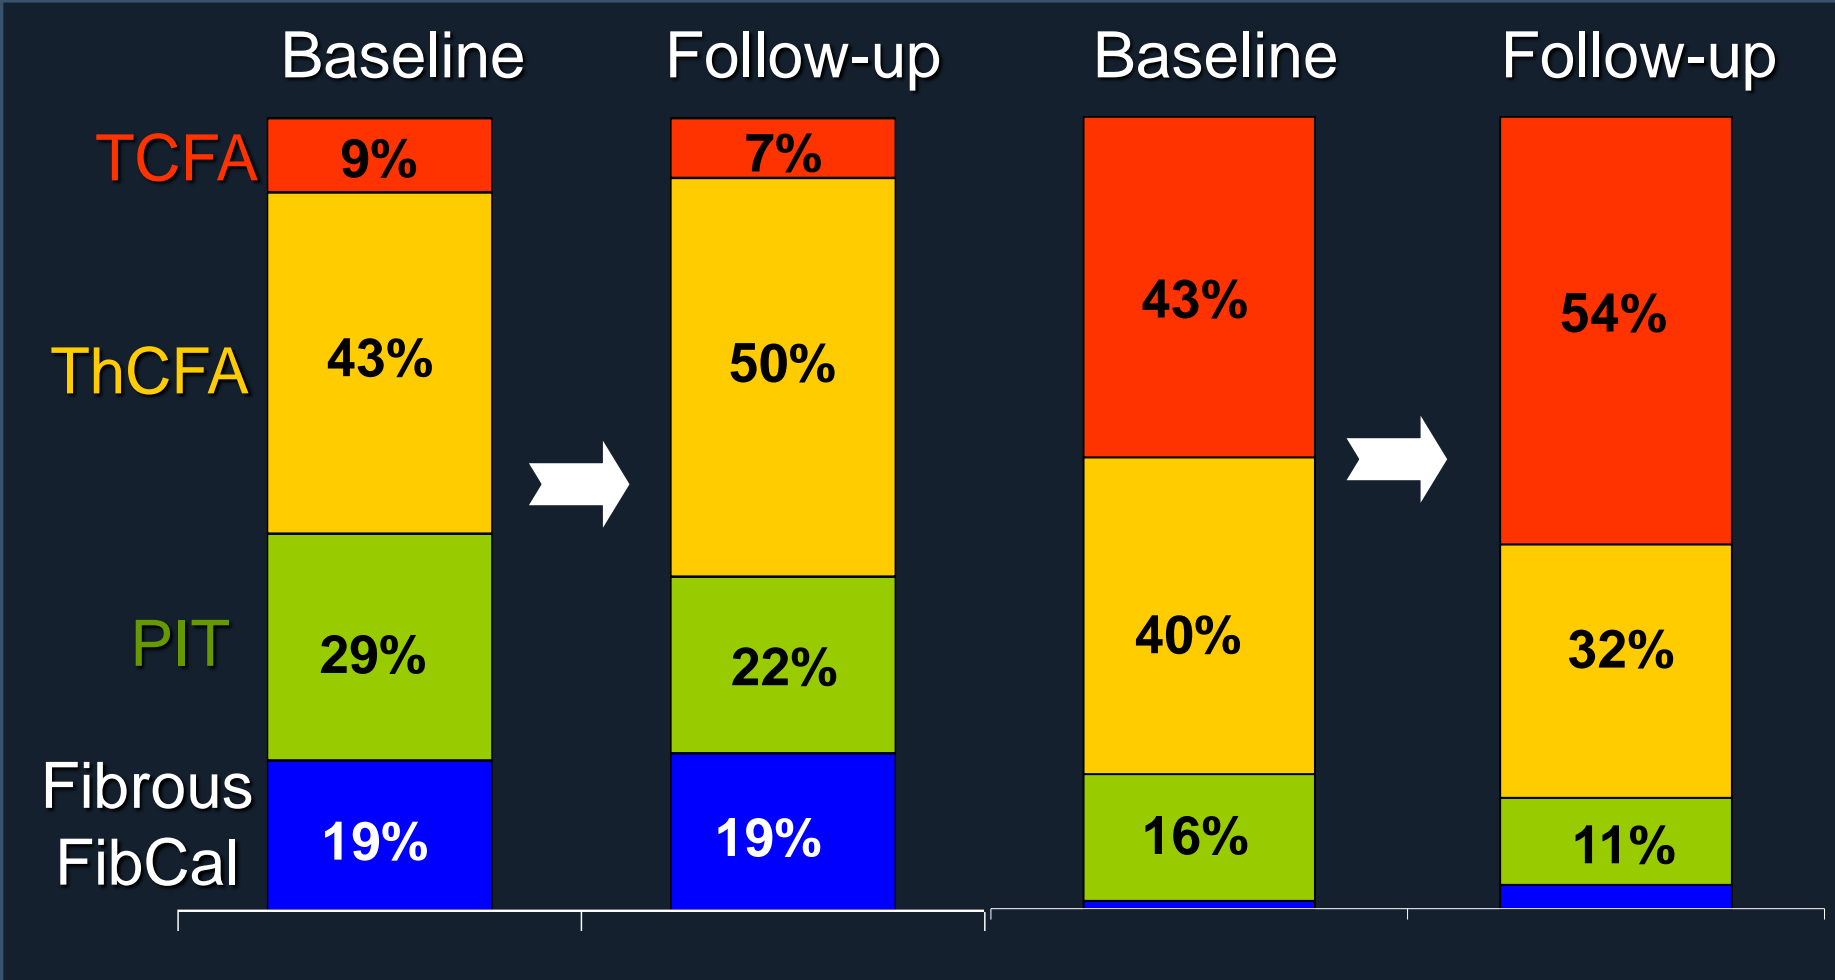 Baseline Follow-up Baseline Follow-up
TCFA 9% 7%
43% 54%
ThCFA 43% 50%
40% 32%
PIT 29% 22%
Fibrous
19% 19% 16% 11%
FibCal